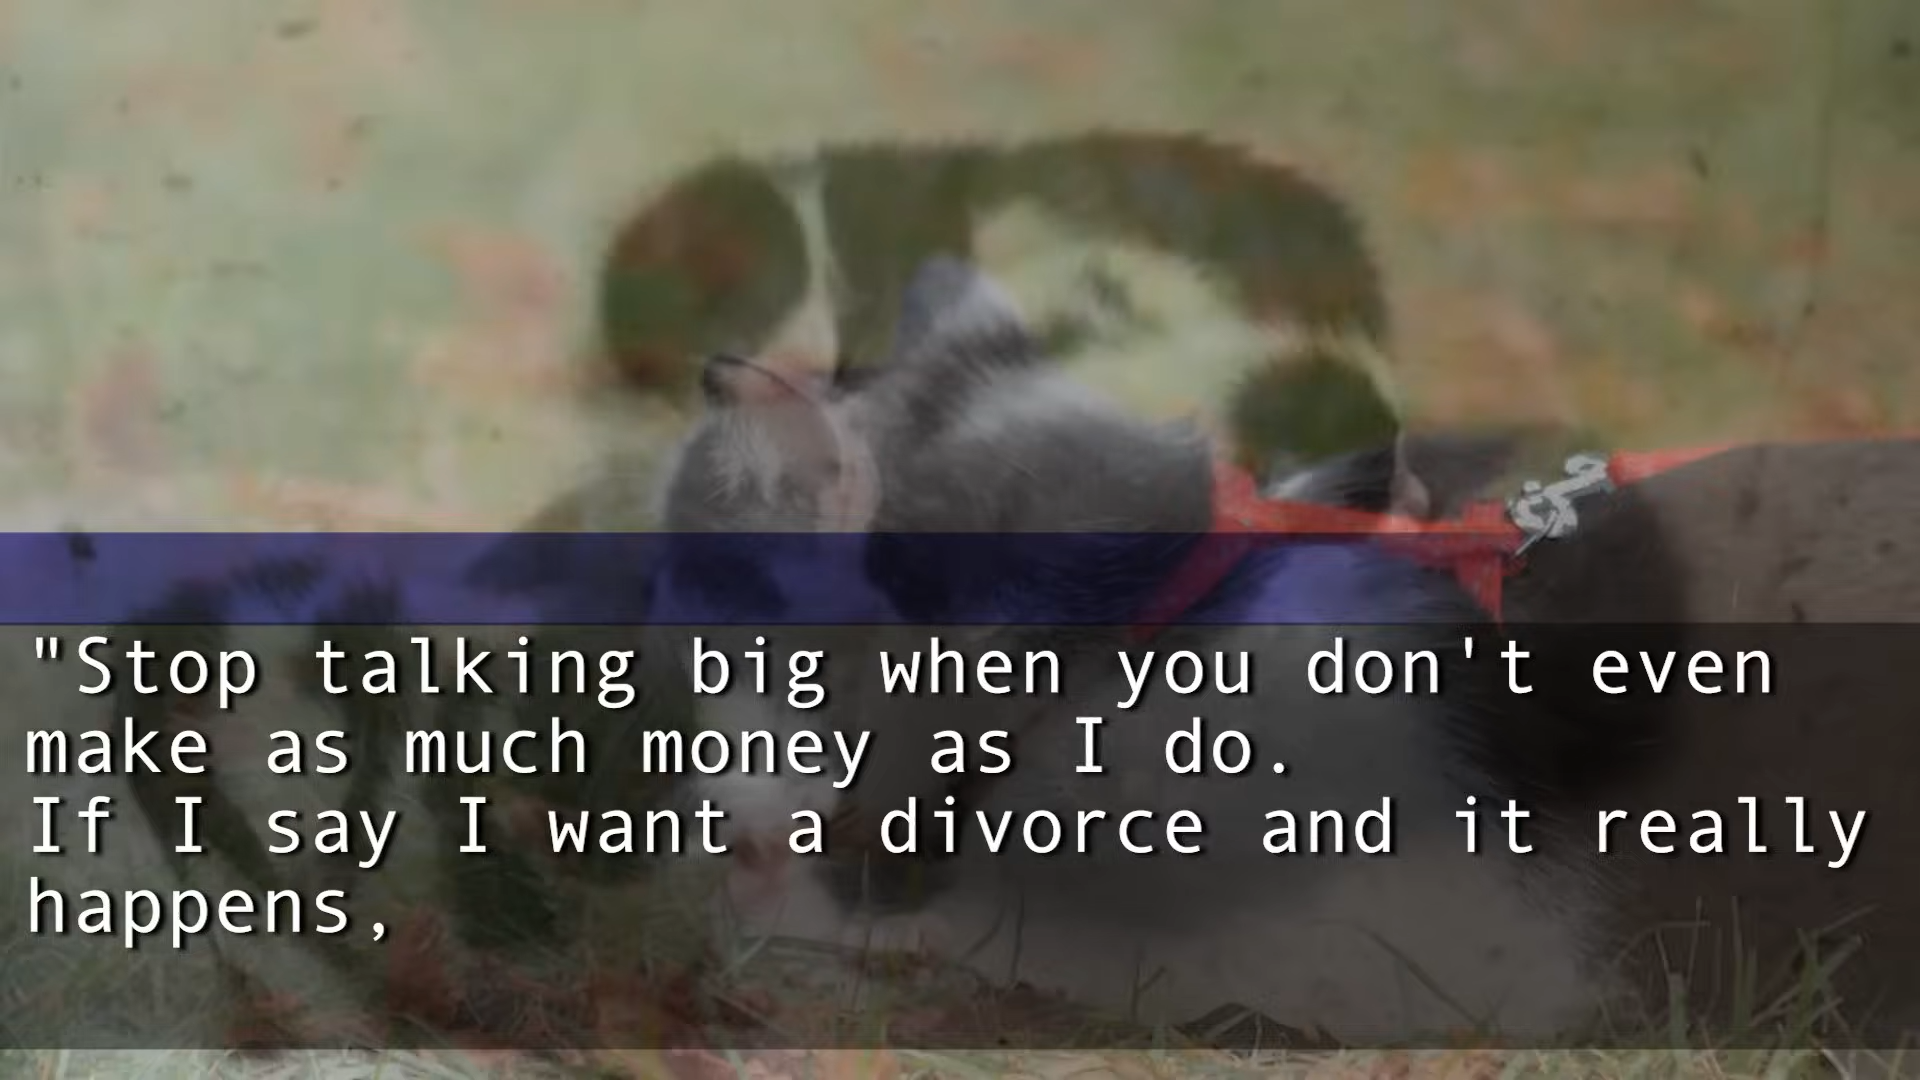 "Stop talking big when you don't even
make as much money as I do.
If I say I want a divorce and it really
happens,